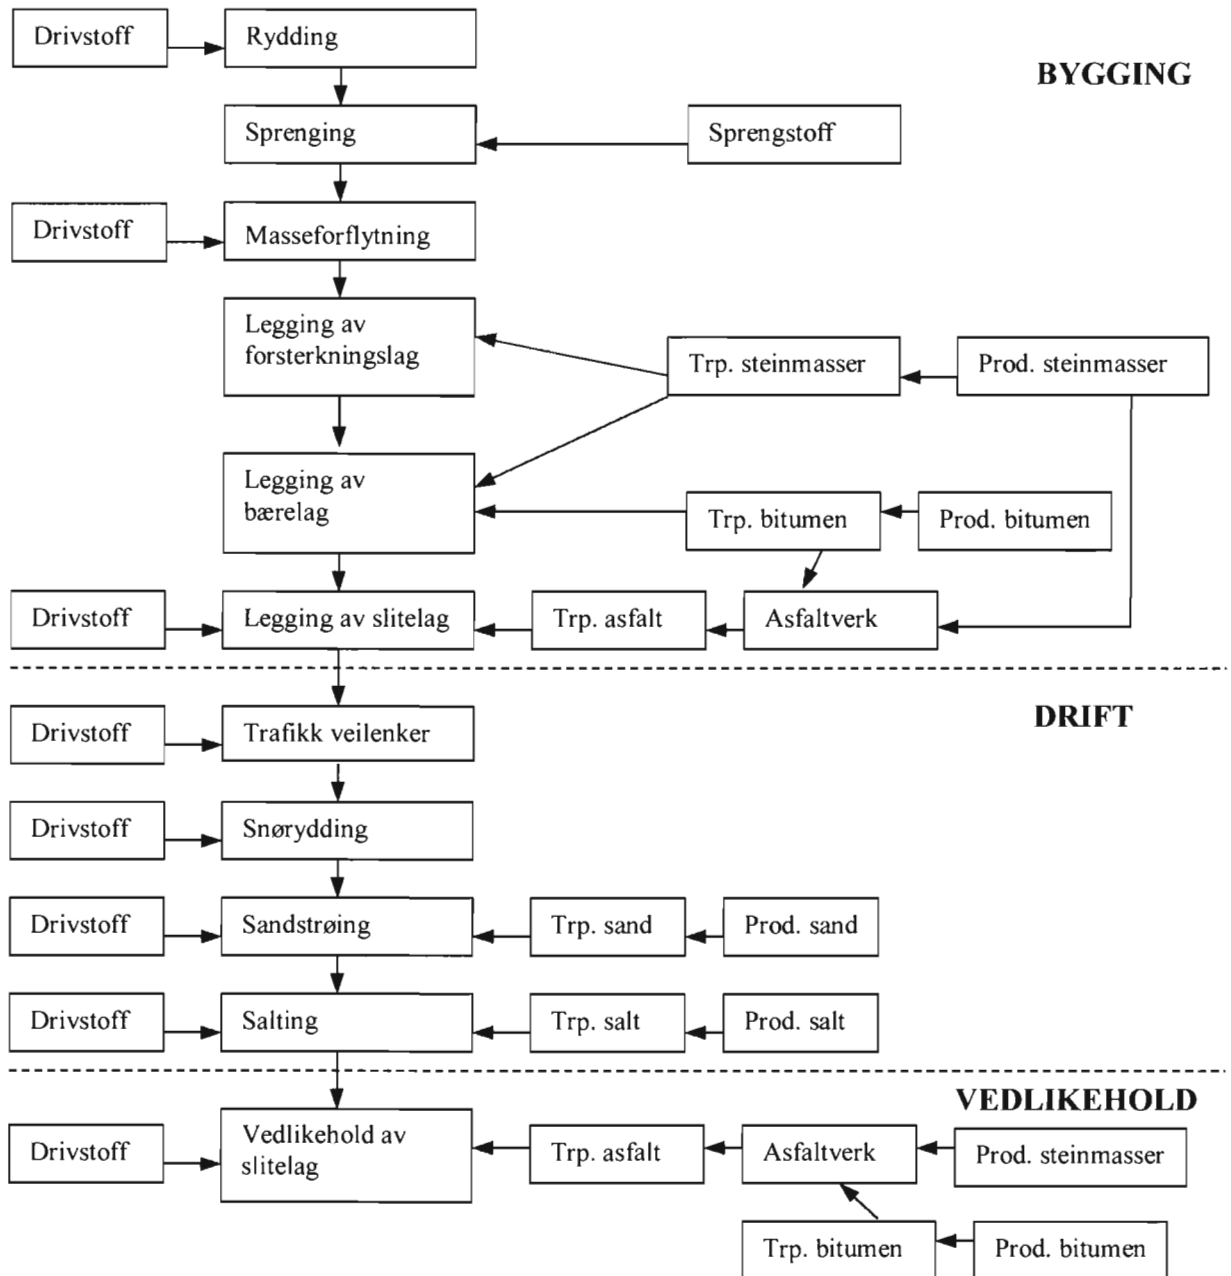 Drivstoff
Rydding
BYGGING
Sprenging
Sprengstoff
Drivstoff
Masseforflytning
Legging av
forsterkningslag
Trp. steinmasser
Prod. steinmasser
Legging av
bærelag
Trp. bitumen
Prod. bitumen
Drivstoff
Legging av slitelag
Trp. asfalt
Asfaltverk
DRIFT
Drivstoff
Trafikk veilenker
Drivstoff
Snørydding
Drivstoff
Sandstrøing
Trp. sand
Prod. sand
Drivstoff
Salting
Trp. salt
Prod. salt
VEDLIKEHOLD
Drivstoff
Vedlikehold av
slitelag
Trp. asfalt
Asfaltverk
Prod. steinmasser
Trp. bitumen
Prod. bitumen